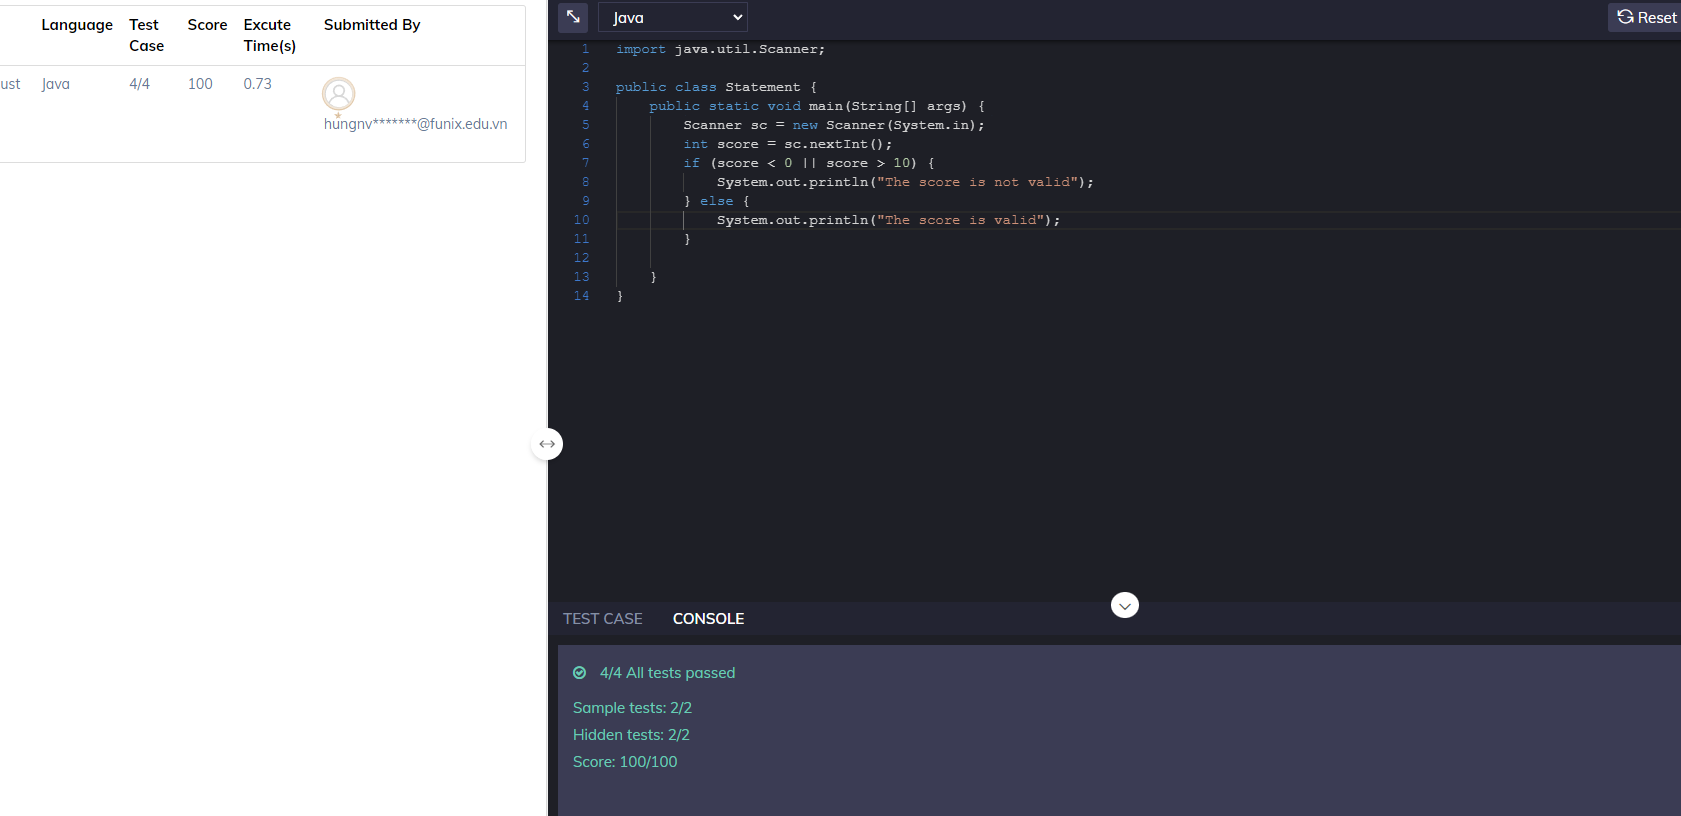 Language Test Case Score Excute Time(s) Submitted By
ust Java 4/4 100 0.73
hungnv*******@funix.edu.vn
Java
Reset
1 import java.util.Scanner;
2
3 public class Statement {
4 public static void main(String[] args) {
5 Scanner sc = new Scanner(System.in);
6 int score = sc.nextInt();
7 if (score < 0 || score > 10) {
8 System.out.println("The score is not valid");
9 } else {
10 System.out.println("The score is valid");
11 }
12
13 }
14 }
TEST CASE CONSOLE
4/4 All tests passed
Sample tests: 2/2
Hidden tests: 2/2
Score: 100/100